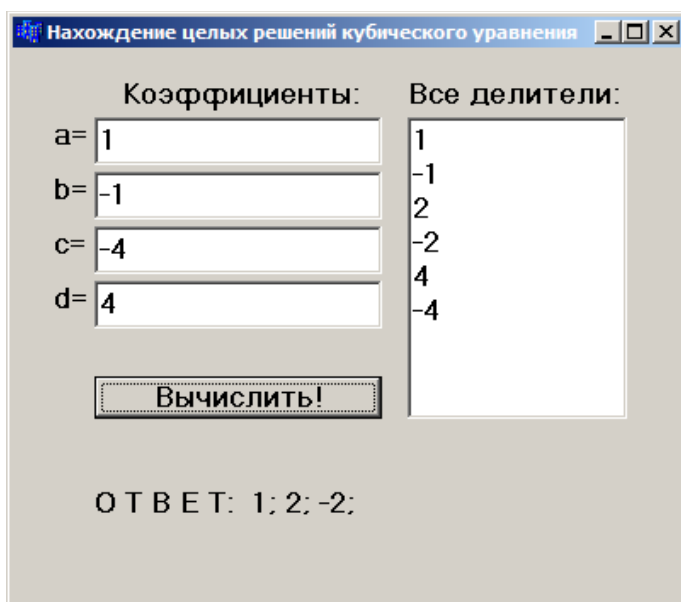 Нахождение целых решений кубического уравнения
Коэффициенты:
a= 1
b= -1
c= -4
d= 4
Вычислить!
Все делители:
1
-1
2
-2
4
-4
О Т В Е Т: 1; 2; -2;